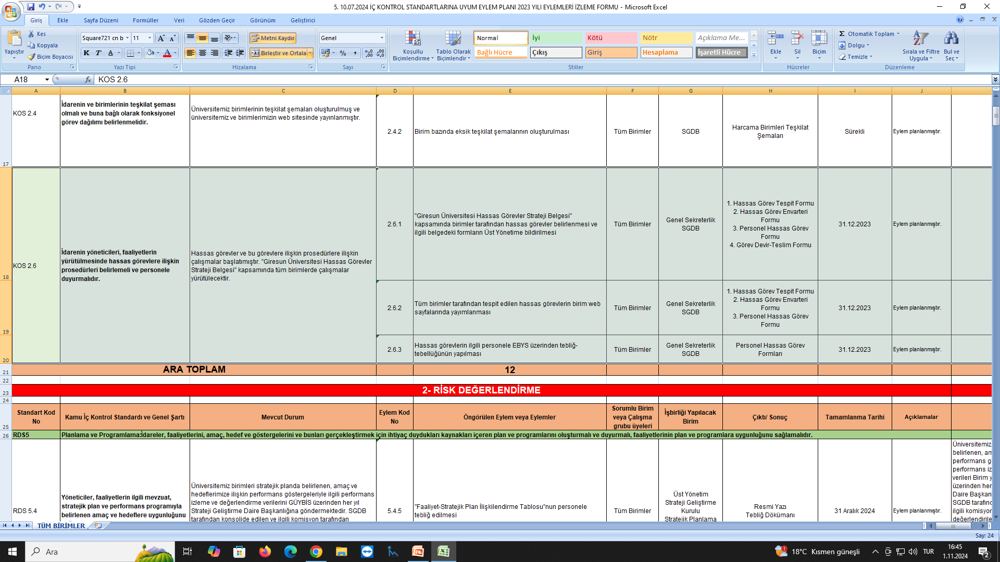 5. 10.07.2024 İÇ KONTROL STANDARTLARINA UYUM EYLEM PLANI 2023 YILI EYLEMLERİ İZLEME FORMU - Microsoft Excel
Giriş Ekle Sayfa Düzeni Formüller Veri Gözden Geçir Görünüm Geliştirici
Yapıştır
Kes
Kopyala
Biçim Boyacısı
Pano
Square721 cn b 11
K T A
Yazı Tipi
Metni Kaydır
Birleştir ve Ortala
Hizalama
Genel
Sayı
Koşullu Biçimlendirme
Tablo Olarak Biçimlendir
Normal İyi Kötü Nötr Açıklama Me...
Bağlı Hücre Çıkış Giriş Hesaplama İşaretli Hücre
Stiller
Ekle Sil Biçim
Hücreler
Otomatik Toplam
Dolgu
Temizle
Sırala ve Filtre Uygula
Bul ve Seç
Düzenleme
A18 fx KOS 2.6
A B C D E F G H I J
17
KOS 2.4
İdarenin ve birimlerinin teşkilat şeması
olmalı ve buna bağlı olarak fonksiyonel
görev dağılımı belirlenmelidir.
Üniversitemiz birimlerinin teşkilat şemaları oluşturulmuş ve
üniversitemiz ve birimlerimizin web sitesinde yayınlanmıştır.
2.4.2
Birim bazında eksik teşkilat şemalarının oluşturulması
Tüm Birimler
SGDB
Harcama Birimleri Teşkilat
Şemaları
Sürekli
Eylem planlanmıştır.
18
KOS 2.6
İdarenin yöneticileri, faaliyetlerin
yürütülmesinde hassas görevlere ilişkin
prosedürleri belirlemeli ve personele
duyurmalıdır.
Hassas görevler ve bu görevlere ilişkin prosedürlere ilişkin
çalışmalar başlatımıştır. "Giresun Üniversitesi Hassas Görevler
Strateji Belgesi" kapsamında tüm birimlerde çalışmalar
yürütülecektir.
2.6.1
"Giresun Üniversitesi Hassas Görevler Strateji Belgesi"
kapsamında birimler tarafından hassas görevler belirlenmesi ve
ilgili belgedeki formların Üst Yönetime bildirilmesi
Tüm Birimler
Genel Sekreterlik
SGDB
1. Hassas Görev Tespit Formu
2. Hassas Görev Envarteri
Formu
3. Personel Hassas Görev
Formu
4. Görev Devir-Teslim Formu
31.12.2023
Eylem planlanmıştır.
19
2.6.2
Tüm birimler tarafından tespit edilen hassas görevlerin birim web
sayfalarında yayımlanması
Tüm Birimler
Genel Sekreterlik
SGDB
1. Hassas Görev Tespit Formu
2. Hassas Görev Envarteri
Formu
3. Personel Hassas Görev
Formu
31.12.2023
Eylem planlanmıştır.
20
2.6.3
Hassas görevlerin ilgili personele EBYS üzerinden tebliğ-
tebellüğünün yapılması
Tüm Birimler
Genel Sekreterlik
SGDB
Personel Hassas Görev
Formları
31.12.2023
Eylem planlanmıştır.
21 ARA TOPLAM 12
22
23 2- RİSK DEĞERLENDİRME
24
25
Standart Kod
No
Kamu İç Kontrol Standardı ve Genel Şartı
Mevcut Durum
Eylem Kod
No
Öngörülen Eylem veya Eylemler
Sorumlu Birim
veya Çalışma
grubu üyeleri
İşbirliği Yapılacak
Birim
Çıktı/ Sonuç
Tamamlanma Tarihi
Açıklamalar
26 RDS5 Planlama ve Programlama:İdareler, faaliyetlerini, amaç, hedef ve göstergelerini ve bunları gerçekleştirmek için ihtiyaç duydukları kaynakları içeren plan ve programlarını oluşturmalı ve duyurmalı, faaliyetlerinin plan ve programlara uygunluğunu sağlamalıdır.
RDS 5.4
Yöneticiler, faaliyetlerin ilgili mevzuat,
stratejik plan ve performans programıyla
belirlenen amaç ve hedeflere uygunluğunu
Üniversitemiz birimleri stratejik planda belirlenen, amaç ve
hedeflerimize ilişkin performans göstergeleriyle ilgili performans
izleme ve değerlendirme verilerini GÜYBİS üzerinden her yıl
Strateji Geliştirme Daire Başkanlığına göndermektedir. SGDB
tarafından konsolide edilen ve ilgili komisyon tarafından
5.4.5
"Faaliyet-Stratejik Plan İlişkilendirme Tablosu"nun personele
tebliğ edilmesi
Tüm Birimler
Üst Yönetim
Strateji Geliştirme
Kurulu
Stratejik Planlama
Resmi Yazı
Tebliğ Dökümanı
31 Aralık 2024
Eylem planlanmıştır.
Üniversitemiz
belirlenen, am
performans g
performans iz
verileri Birim y
üzerinden her
Daire Başkan
SGDB tarafınd
ilgili komisyon
değerlendirile
TÜM BİRİMLER
Say: 24
Ara
1 18°C Kısmen güneşli
TUR
16:45
1.11.2024
2